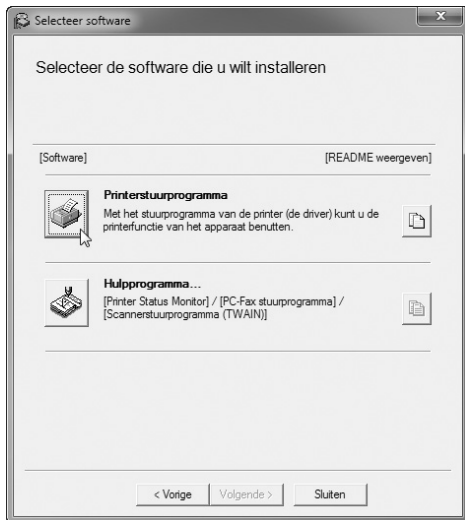 Selecteer software
Selecteer de software die u wilt installeren
[Software] [README weergeven]
Printerstuurprogramma
Met het stuurprogramma van de printer (de driver) kunt u de
printerfunctie van het apparaat benutten.
Hulpprogramma...
[Printer Status Monitor] / [PC-Fax stuurprogramma] /
[Scannerstuurprogramma (TWAIN)]
< Vorige Volgende > Sluiten